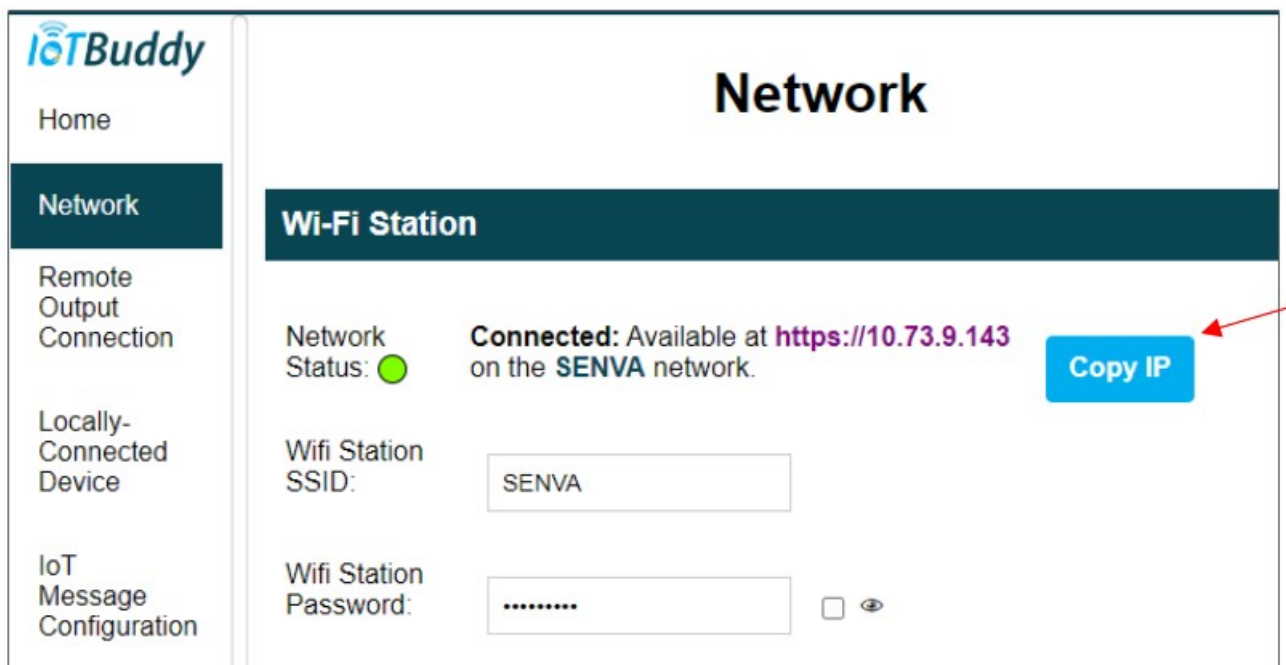 IoTBuddy
Home
Network
Remote
Output
Connection
Locally-
Connected
Device
IoT
Message
Configuration
Network
Wi-Fi Station
Network
Status:
Connected: Available at https://10.73.9.143
on the SENVA network.
Copy IP
Wifi Station
SSID:
SENVA
Wifi Station
Password:
•••••••••